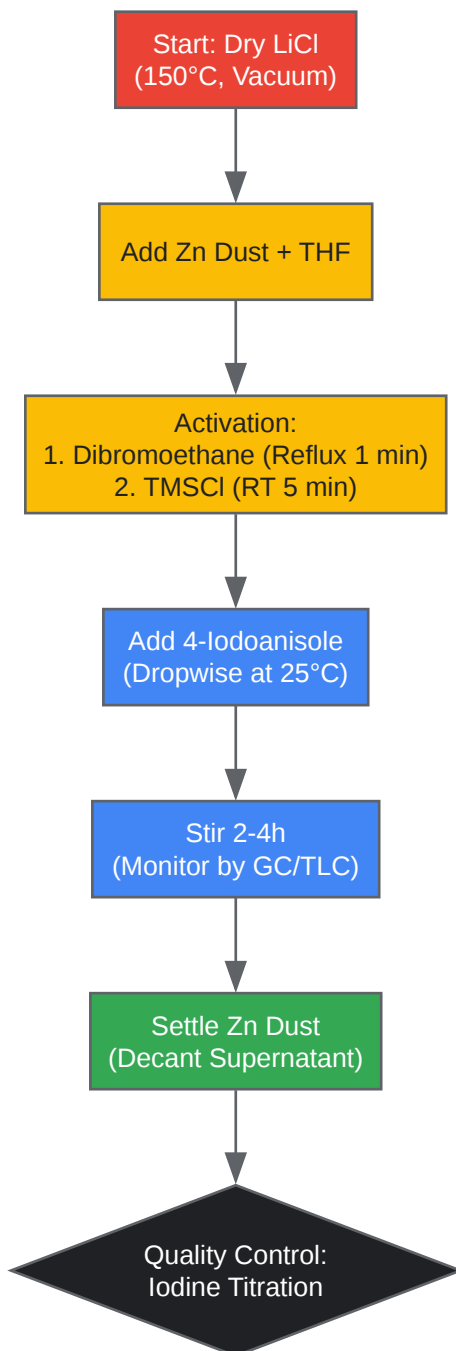 Start: Dry LiCl
(150°C, Vacuum)
Add Zn Dust + THF
Activation:
1. Dibromoethane (Reflux 1 min)
2. TMSCl (RT 5 min)
Add 4-Iodoanisole
(Dropwise at 25°C)
Stir 2-4h
(Monitor by GC/TLC)
Settle Zn Dust
(Decant Supernatant)
Quality Control:
Iodine Titration